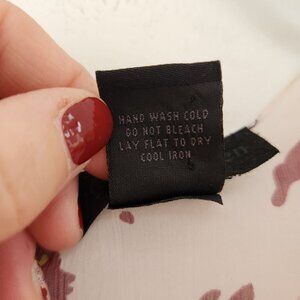 HAND WASH COLD
DO NOT BLEACH
LAY FLAT TO DRY
COOL IRON